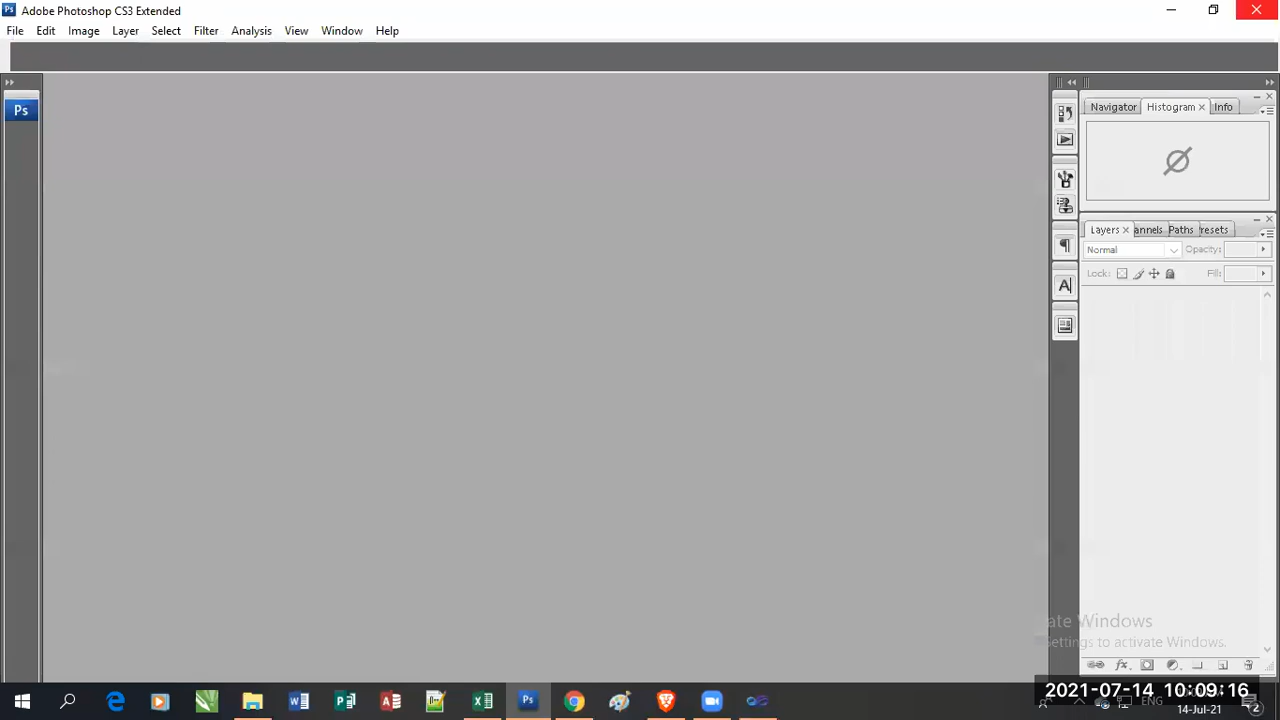 Ps Adobe Photoshop CS3 Extended
File Edit Image Layer Select Filter Analysis View Window Help
Ps
Navigator Histogram Info
Layers annels Paths resets
Normal Opacity:
Lock: Fill:
ate Windows
Settings to activate Windows.
2021-07-14 10:09:16
ENG
14-Jul-21 2